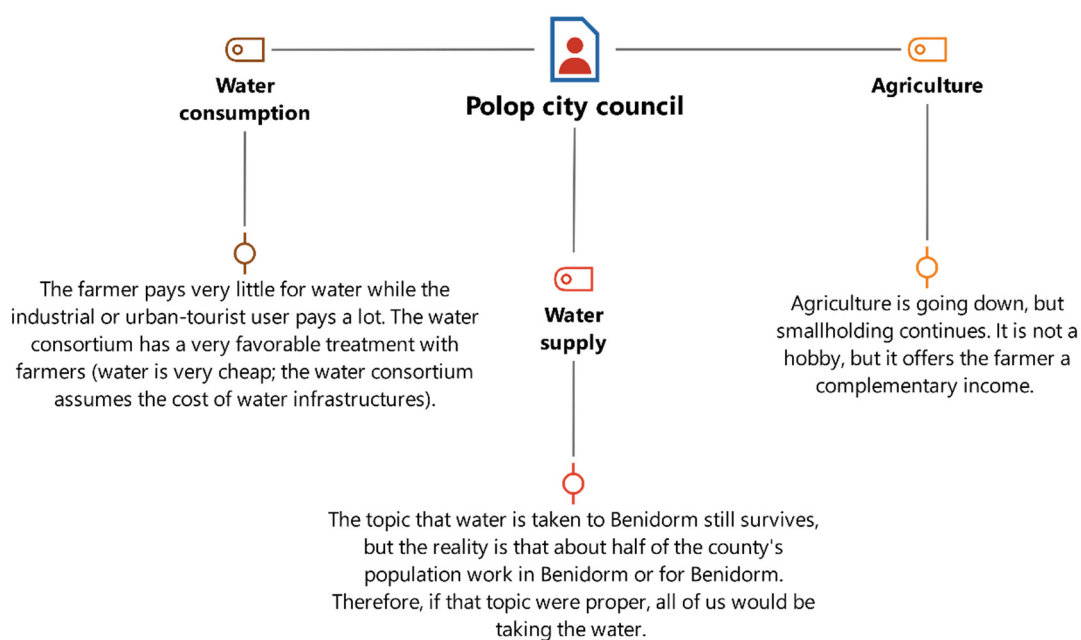 Polop city council
Water
consumption
The farmer pays very little for water while the
industrial or urban-tourist user pays a lot. The water
consortium has a very favorable treatment with
farmers (water is very cheap; the water consortium
assumes the cost of water infrastructures).
Water
supply
The topic that water is taken to Benidorm still survives,
but the reality is that about half of the county's
population work in Benidorm or for Benidorm.
Therefore, if that topic were proper, all of us would be
taking the water.
Agriculture
Agriculture is going down, but
smallholding continues. It is not a
hobby, but it offers the farmer a
complementary income.